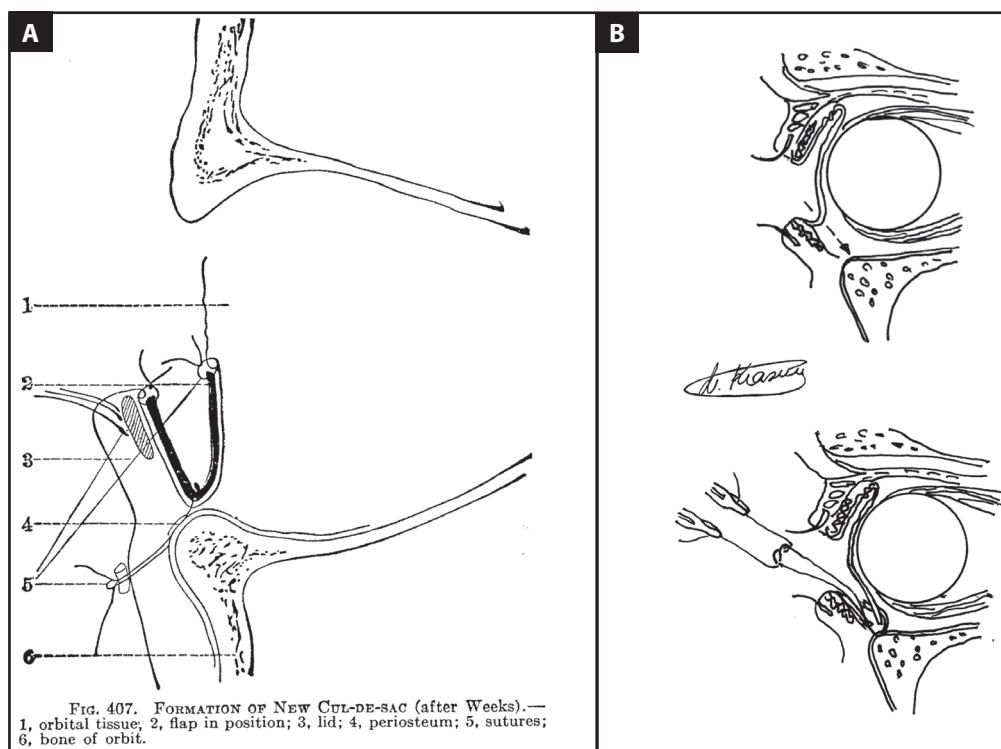 A
B
1
2
3
4
5
6
FIG. 407. FORMATION OF NEW CUL-DE-SAC (after Weeks).—
1, orbital tissue; 2, flap in position; 3, lid; 4, periosteum; 5, sutures;
6, bone of orbit.